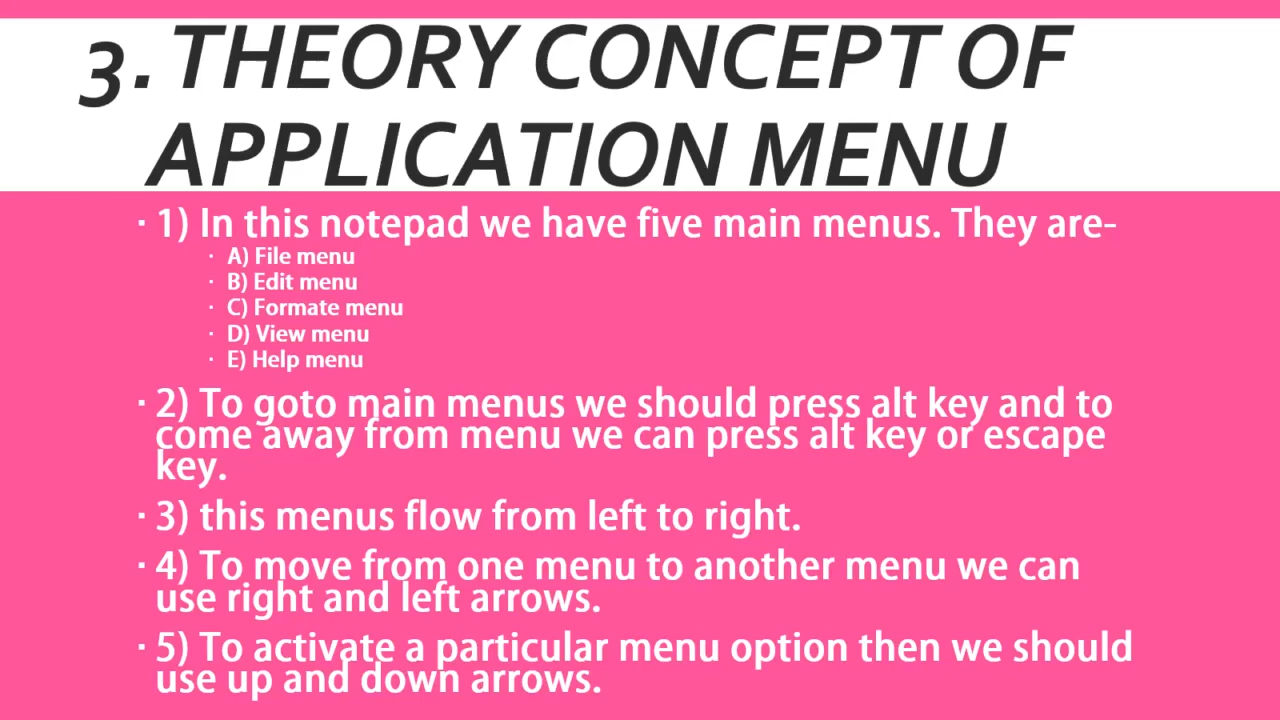 3. THEORY CONCEPT OF
APPLICATION MENU
· 1) In this notepad we have five main menus. They are-
· A) File menu
· B) Edit menu
· C) Formate menu
· D) View menu
· E) Help menu
· 2) To goto main menus we should press alt key and to
come away from menu we can press alt key or escape
key.
· 3) this menus flow from left to right.
· 4) To move from one menu to another menu we can
use right and left arrows.
· 5) To activate a particular menu option then we should
use up and down arrows.